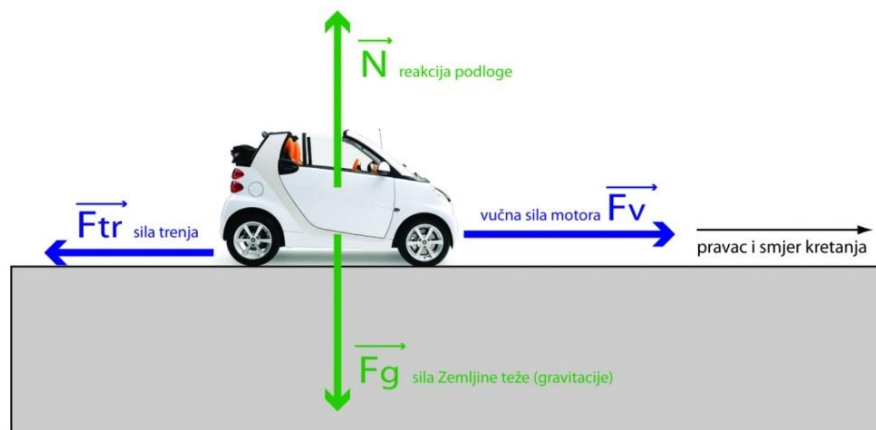 N reakcija podloge
Ftr sila trenja
vučna sila motora Fv
pravac i smjer kretanja
Fg sila Zemljine teže (gravitacije)